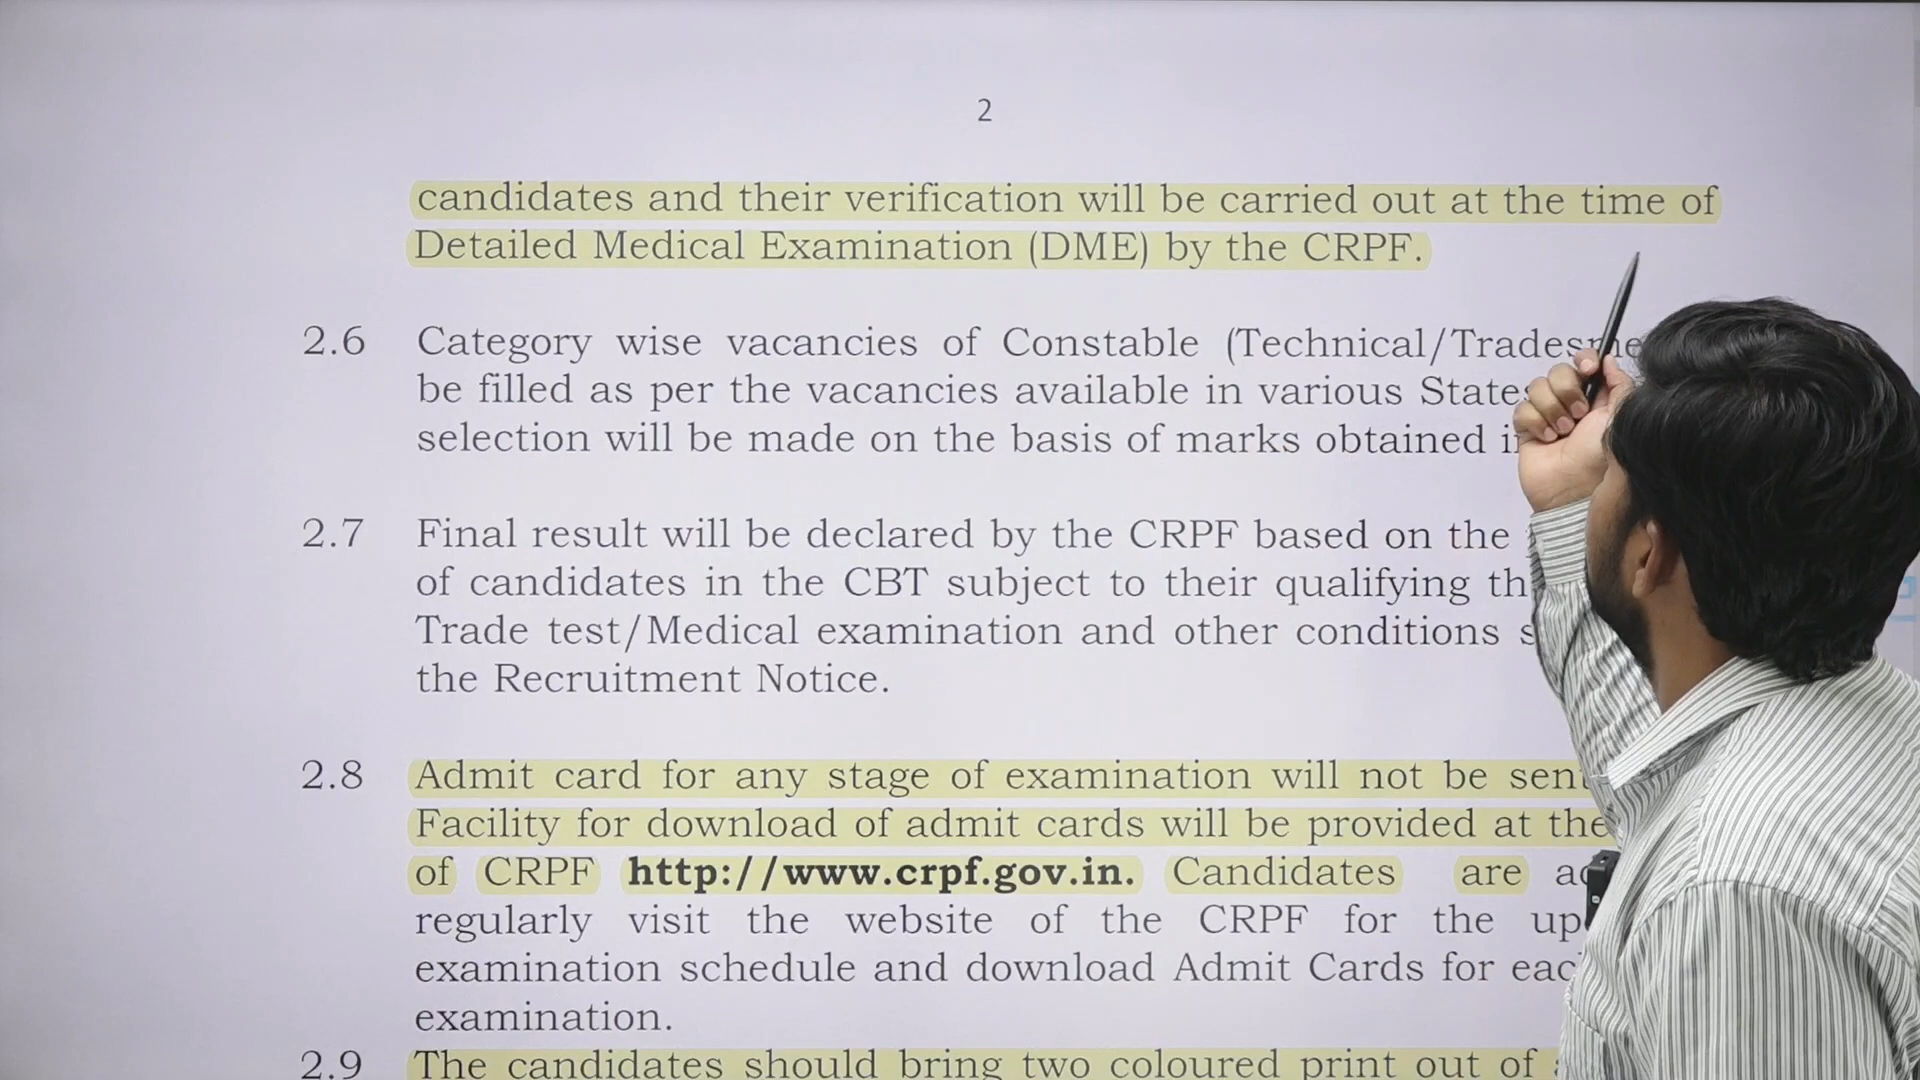 2
candidates and their verification will be carried out at the time of
Detailed Medical Examination (DME) by the CRPF.
2.6 Category wise vacancies of Constable (Technical/Tradesme
be filled as per the vacancies available in various States
selection will be made on the basis of marks obtained
2.7 Final result will be declared by the CRPF based on the
of candidates in the CBT subject to their qualifying
Trade test/Medical examination and other conditions
the Recruitment Notice.
2.8 Admit card for any stage of examination will not be sent
Facility for download of admit cards will be provided at the
of CRPF http://www.crpf.gov.in. Candidates are
regularly visit the website of the CRPF for the
examination schedule and download Admit Cards for
examination.
2.9 The candidates should bring two coloured print out of